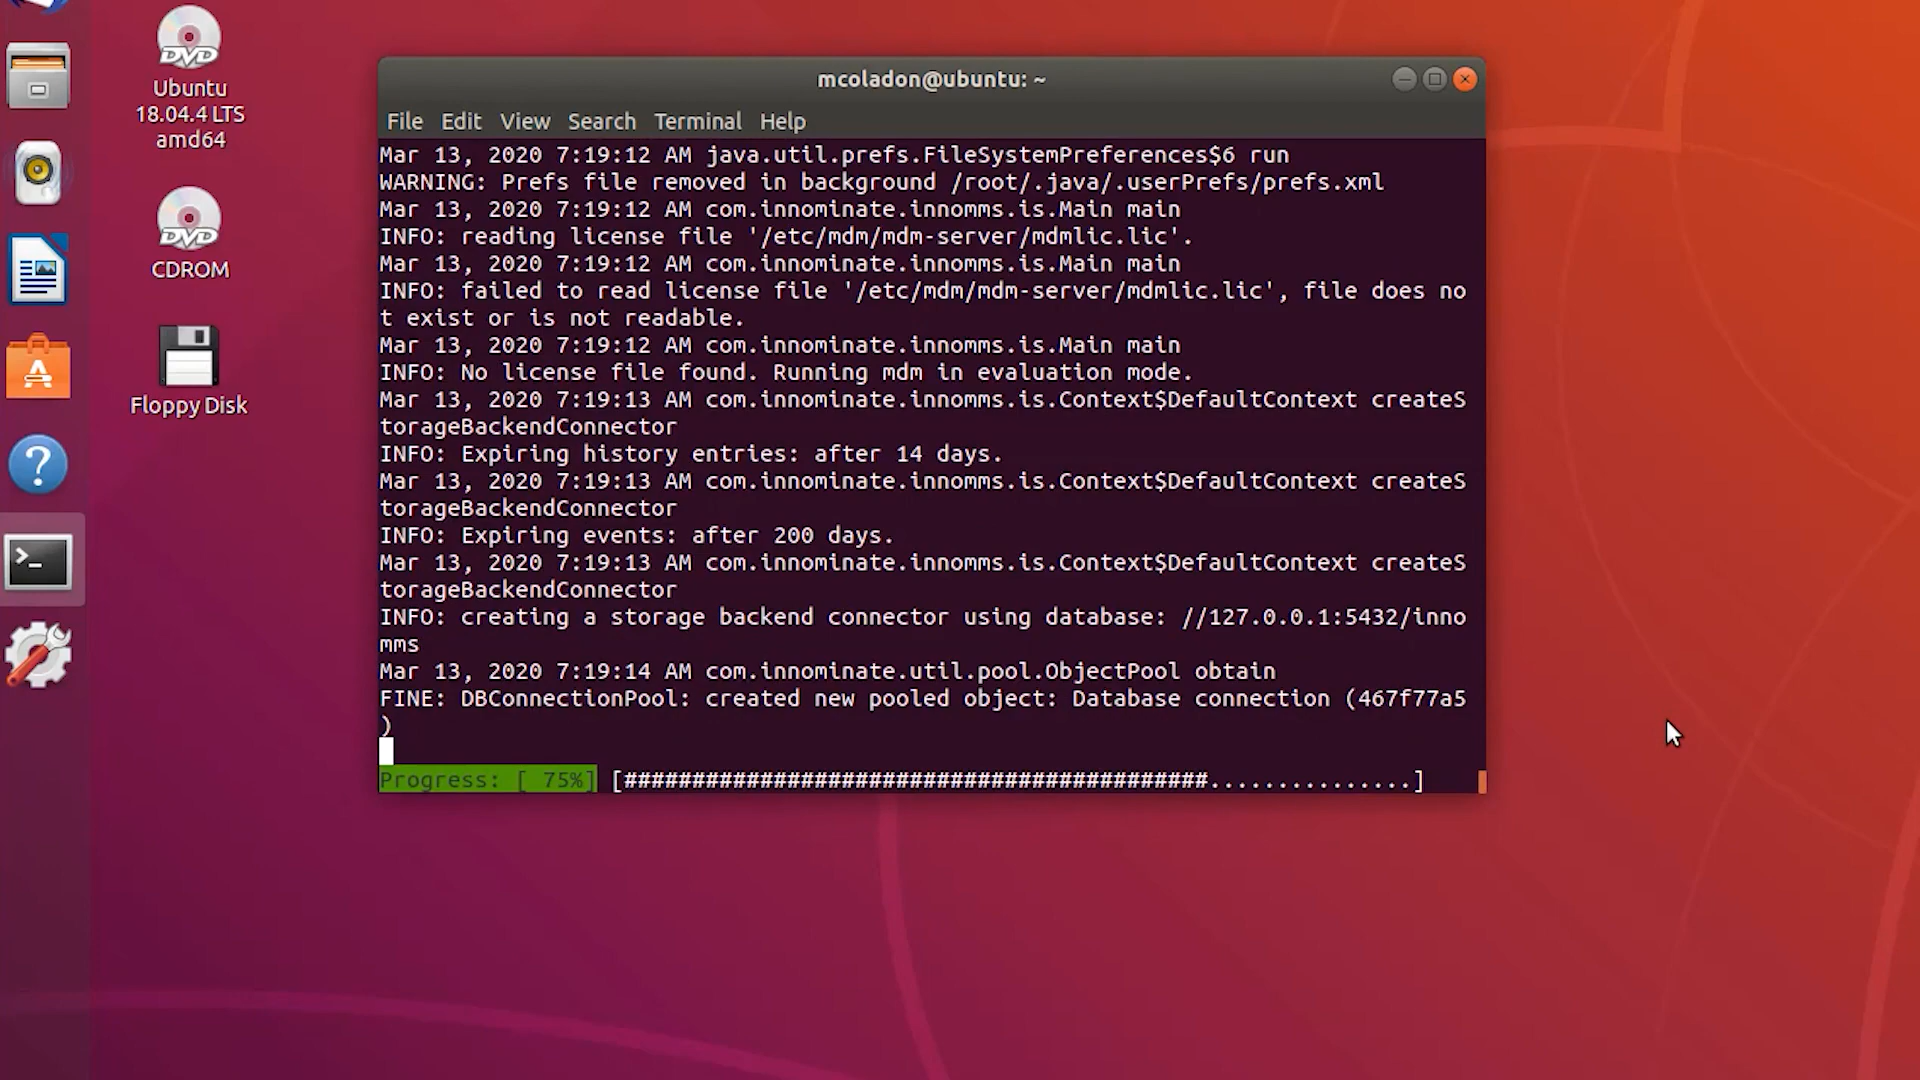 DVD
Ubuntu
18.04.4 LTS
amd64
DVD
CDROM
Floppy Disk
mcoladon@ubuntu: ~
File Edit View Search Terminal Help
Mar 13, 2020 7:19:12 AM java.util.prefs.FileSystemPreferences$6 run
WARNING: Prefs file removed in background /root/.java/.userPrefs/prefs.xml
Mar 13, 2020 7:19:12 AM com.innominate.innomms.is.Main main
INFO: reading license file '/etc/mdm/mdm-server/mdmlic.lic'.
Mar 13, 2020 7:19:12 AM com.innominate.innomms.is.Main main
INFO: failed to read license file '/etc/mdm/mdm-server/mdmlic.lic', file does no
t exist or is not readable.
Mar 13, 2020 7:19:12 AM com.innominate.innomms.is.Main main
INFO: No license file found. Running mdm in evaluation mode.
Mar 13, 2020 7:19:13 AM com.innominate.innomms.is.Context$DefaultContext createS
torageBackendConnector
INFO: Expiring history entries: after 14 days.
Mar 13, 2020 7:19:13 AM com.innominate.innomms.is.Context$DefaultContext createS
torageBackendConnector
INFO: Expiring events: after 200 days.
Mar 13, 2020 7:19:13 AM com.innominate.innomms.is.Context$DefaultContext createS
torageBackendConnector
INFO: creating a storage backend connector using database: //127.0.0.1:5432/inno
mms
Mar 13, 2020 7:19:14 AM com.innominate.util.pool.ObjectPool obtain
FINE: DBConnectionPool: created new pooled object: Database connection (467f77a5
)
Progress: [ 75%] [###########################################...............]